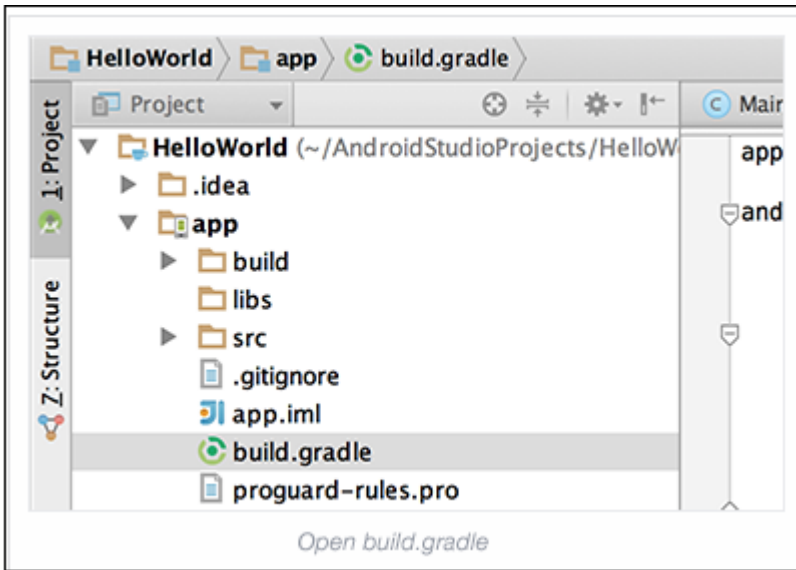 HelloWorld app build.gradle
1: Project
Z: Structure
Project
HelloWorld (~/AndroidStudioProjects/HelloW
.idea
app
build
libs
src
.gitignore
app.iml
build.gradle
proguard-rules.pro
C Mair
app
and
Open build.gradle